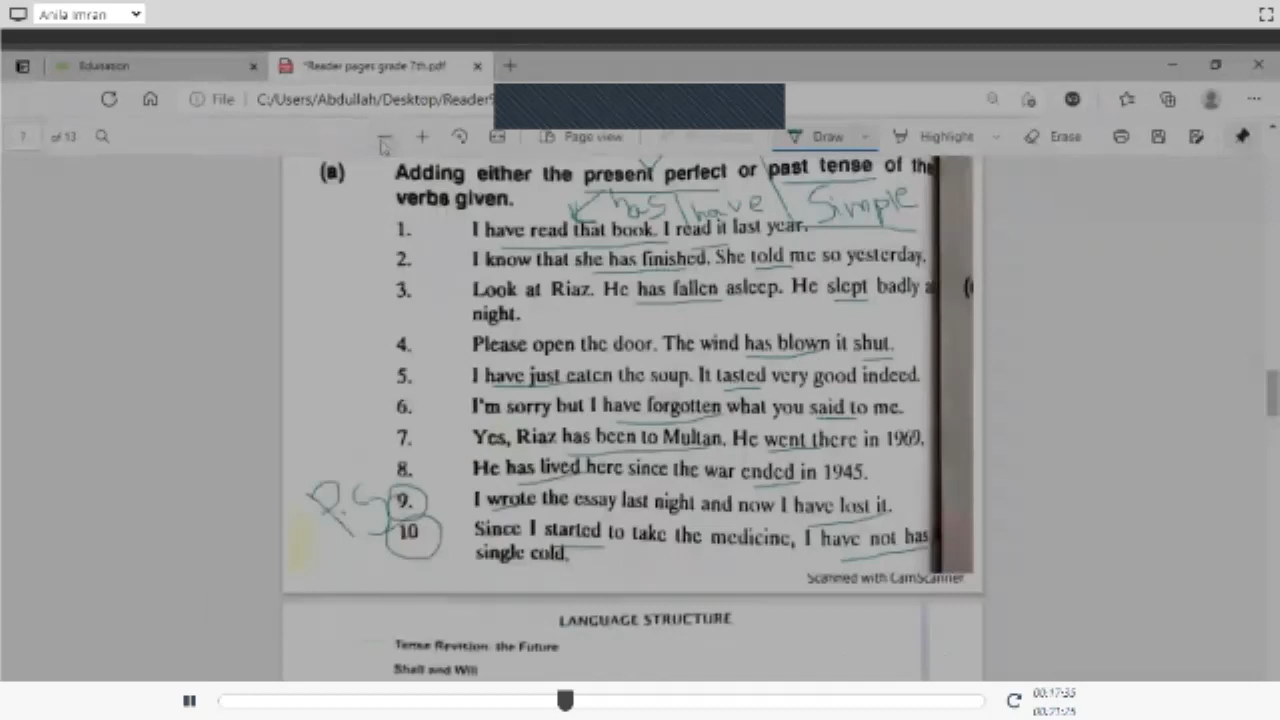 Anila Imran
Education
*Reader pages grade 7th.pdf
File C:/Users/Abdullah/Desktop/Reader
7 of 13
Page view
Draw
Highlight
Erase
(a) Adding either the present perfect or past tense of the
verbs given.
has have Simple
1. I have read that book. I read it last year.
2. I know that she has finished. She told me so yesterday.
3. Look at Riaz. He has fallen asleep. He slept badly
night.
4. Please open the door. The wind has blown it shut.
5. I have just eaten the soup. It tasted very good indeed.
6. I'm sorry but I have forgotten what you said to me.
7. Yes, Riaz has been to Multan. He went there in 1969.
8. He has lived here since the war ended in 1945.
P.S
9. I wrote the essay last night and now I have lost it.
10 Since I started to take the medicine, I have not has
single cold.
Scanned with CamScanner
LANGUAGE STRUCTURE
Tense Revision: the Future
Shall and Will
00:17:35
00:21:25